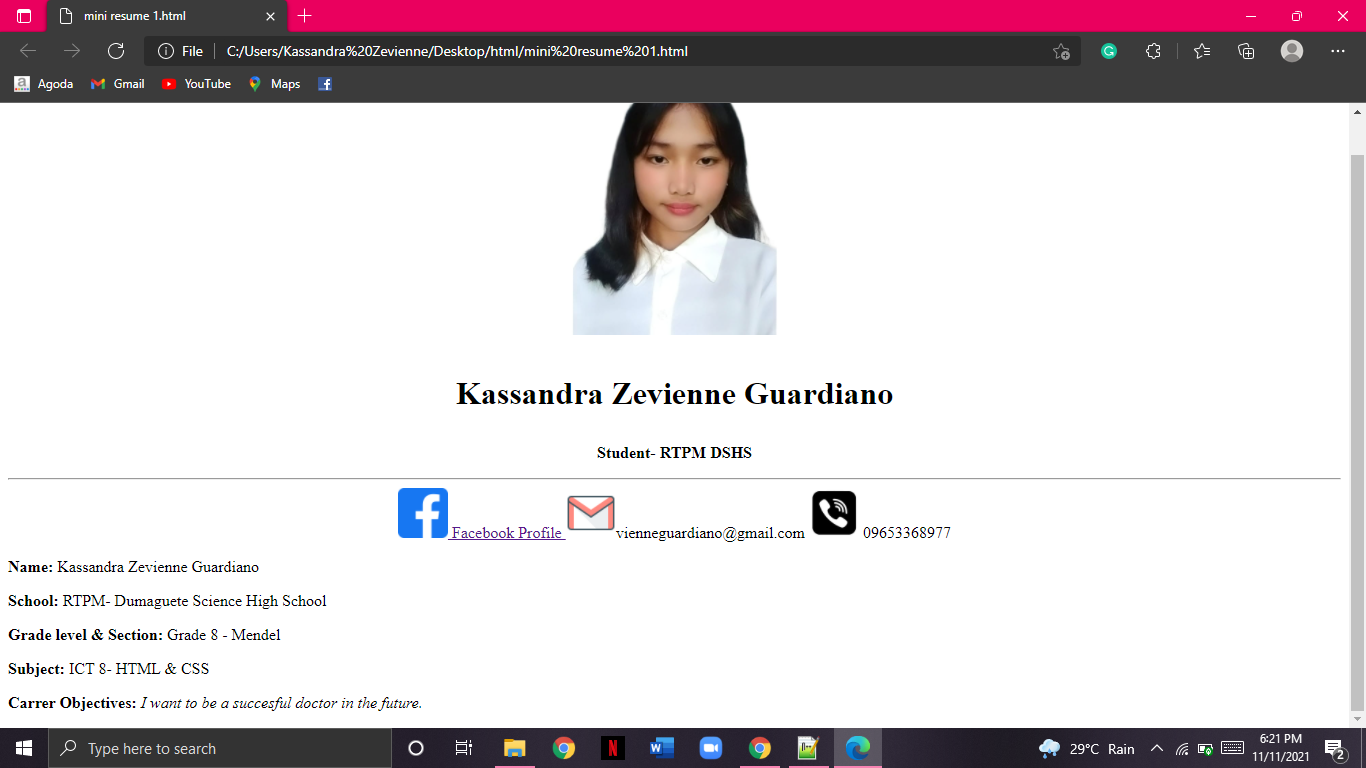 mini resume 1.html
File C:/Users/Kassandra%20Zevienne/Desktop/html/mini%20resume%201.html
Agoda Gmail YouTube Maps
Kassandra Zevienne Guardiano
Student- RTPM DSHS
Facebook Profile vienneguardiano@gmail.com 09653368977
Name: Kassandra Zevienne Guardiano
School: RTPM- Dumaguete Science High School
Grade level & Section: Grade 8 - Mendel
Subject: ICT 8- HTML & CSS
Carrer Objectives: I want to be a succesful doctor in the future.
Type here to search
29°C Rain
6:21 PM
11/11/2021
2